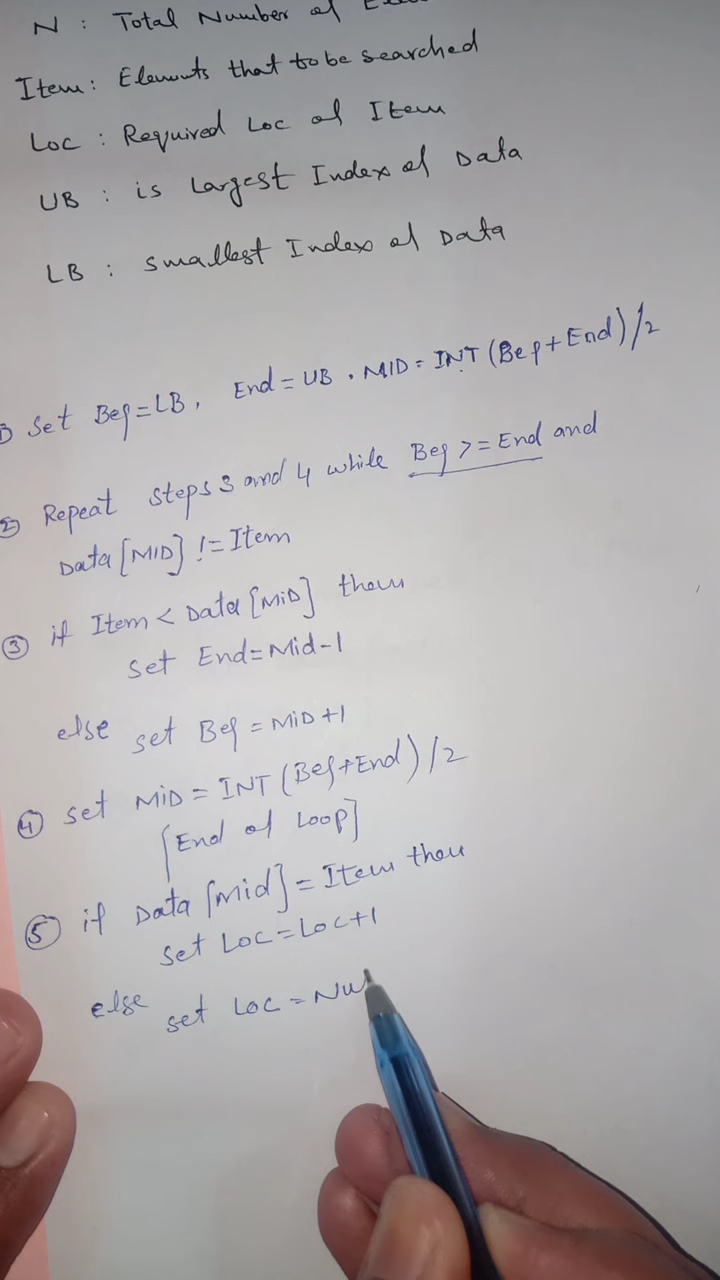 N : Total Number of
Item : Elements that to be searched
Loc : Required Loc of Item
UB : is Largest Index of Data
LB : Smallest Index of Data
① Set Beg = LB, End = UB. MID = INT (Beg + End) / 2
② Repeat Steps 3 and 4 while Beg >= End and
Data [MID] != Item
③ if Item < Data [MID] then
set End = Mid - 1
else set Beg = MID + 1
④ set MID = INT (Beg + End) / 2
[End of Loop]
⑤ if Data [Mid] = Item then
set Loc = Loc + 1
else set Loc = Nu